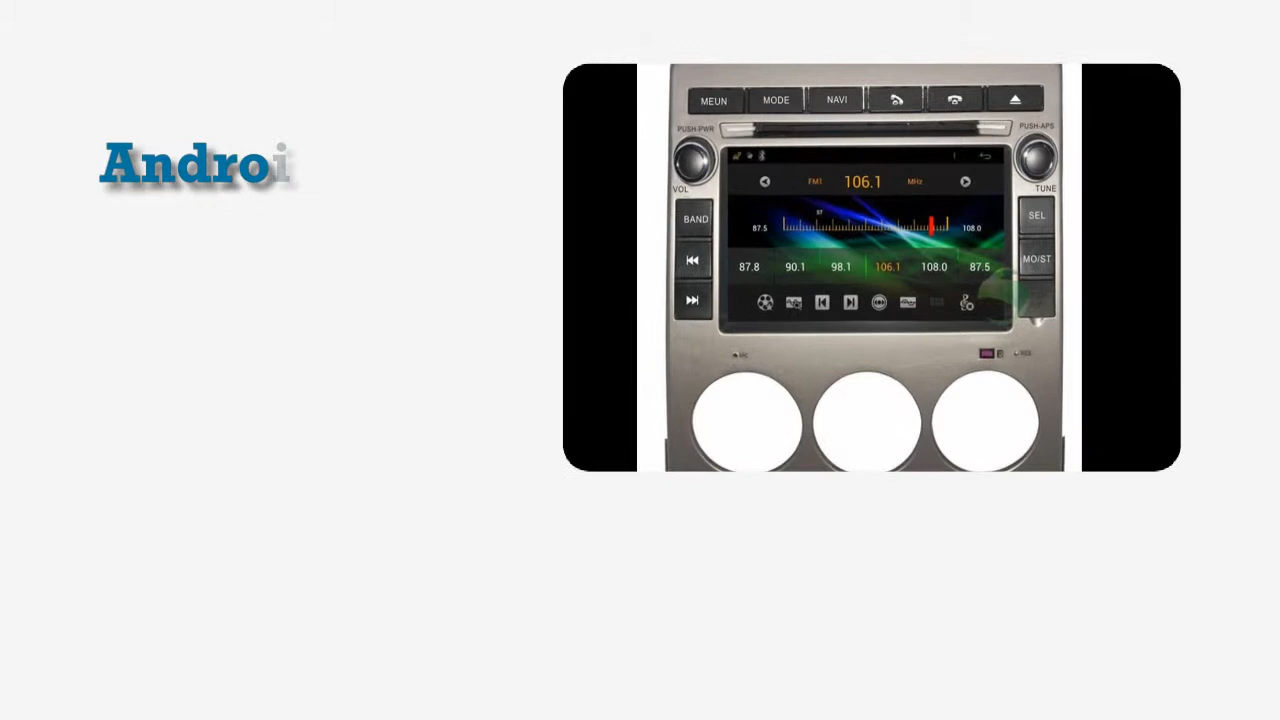 Androi
MEUN MODE NAVI
PUSH-PWR
PUSH-APS
VOL
TUNE
BAND
SEL
MO/ST
FM1 106.1 MHz
ST
87.5
108.0
87.8 90.1 98.1 106.1 108.0 87.5